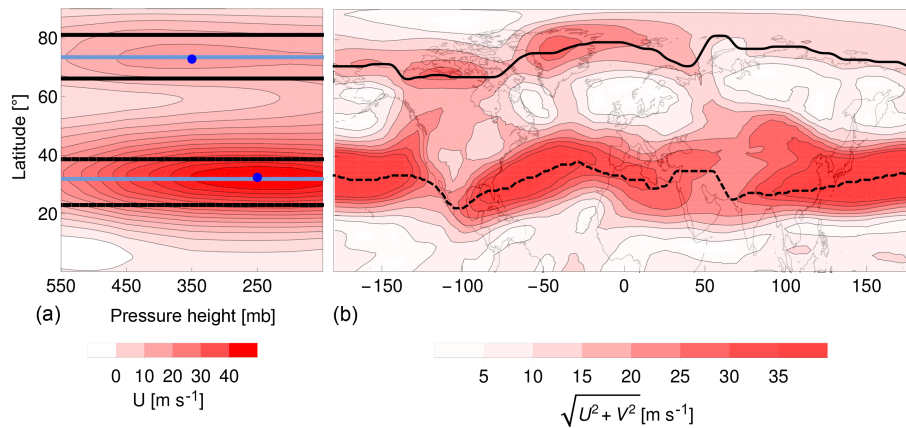 Latitude [°]
80
60
40
20
550 450 350 250
−150 −100 −50 0 50 100 150
(a) Pressure height [mb] (b)
0 10 20 30 40
U [m s⁻¹]
5 10 15 20 25 30 35
√U² + V² [m s⁻¹]